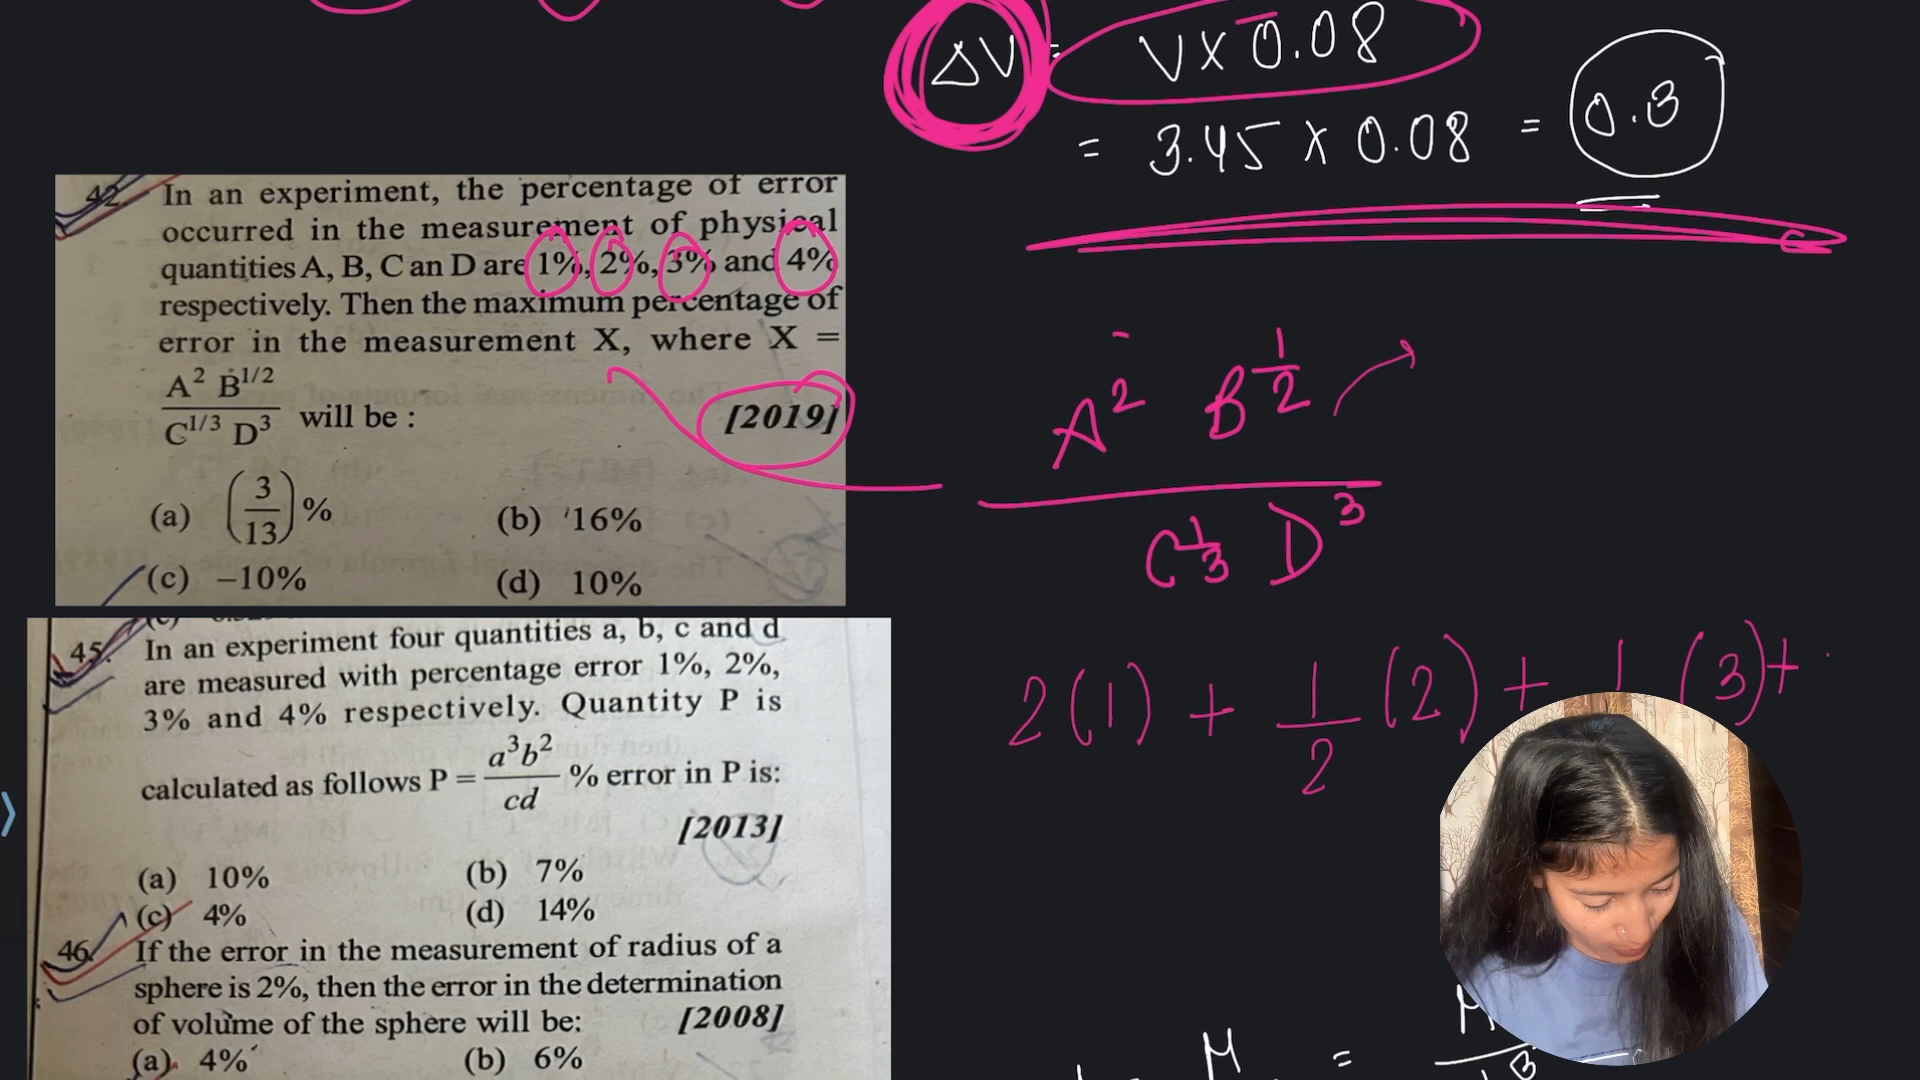 ΔV = V x 0.08
= 3.45 x 0.08 = 0.3
42. In an experiment, the percentage of error
occurred in the measurement of physical
quantities A, B, C an D are 1%, 2%, 3% and 4%
respectively. Then the maximum percentage of
error in the measurement X, where X =
A² B^1/2 / C^1/3 D³ will be : [2019]
(a) (3/13)% (b) 16%
(c) –10% (d) 10%
A² B^1/2
C^1/3 D³
45. In an experiment four quantities a, b, c and d
are measured with percentage error 1%, 2%,
3% and 4% respectively. Quantity P is
calculated as follows P = a³b²/cd % error in P is:
[2013]
(a) 10% (b) 7%
(c) 4% (d) 14%
46. If the error in the measurement of radius of a
sphere is 2%, then the error in the determination
of volume of the sphere will be: [2008]
(a) 4% (b) 6%
2(1) + 1/2 (2) + 1 (3) +
M =